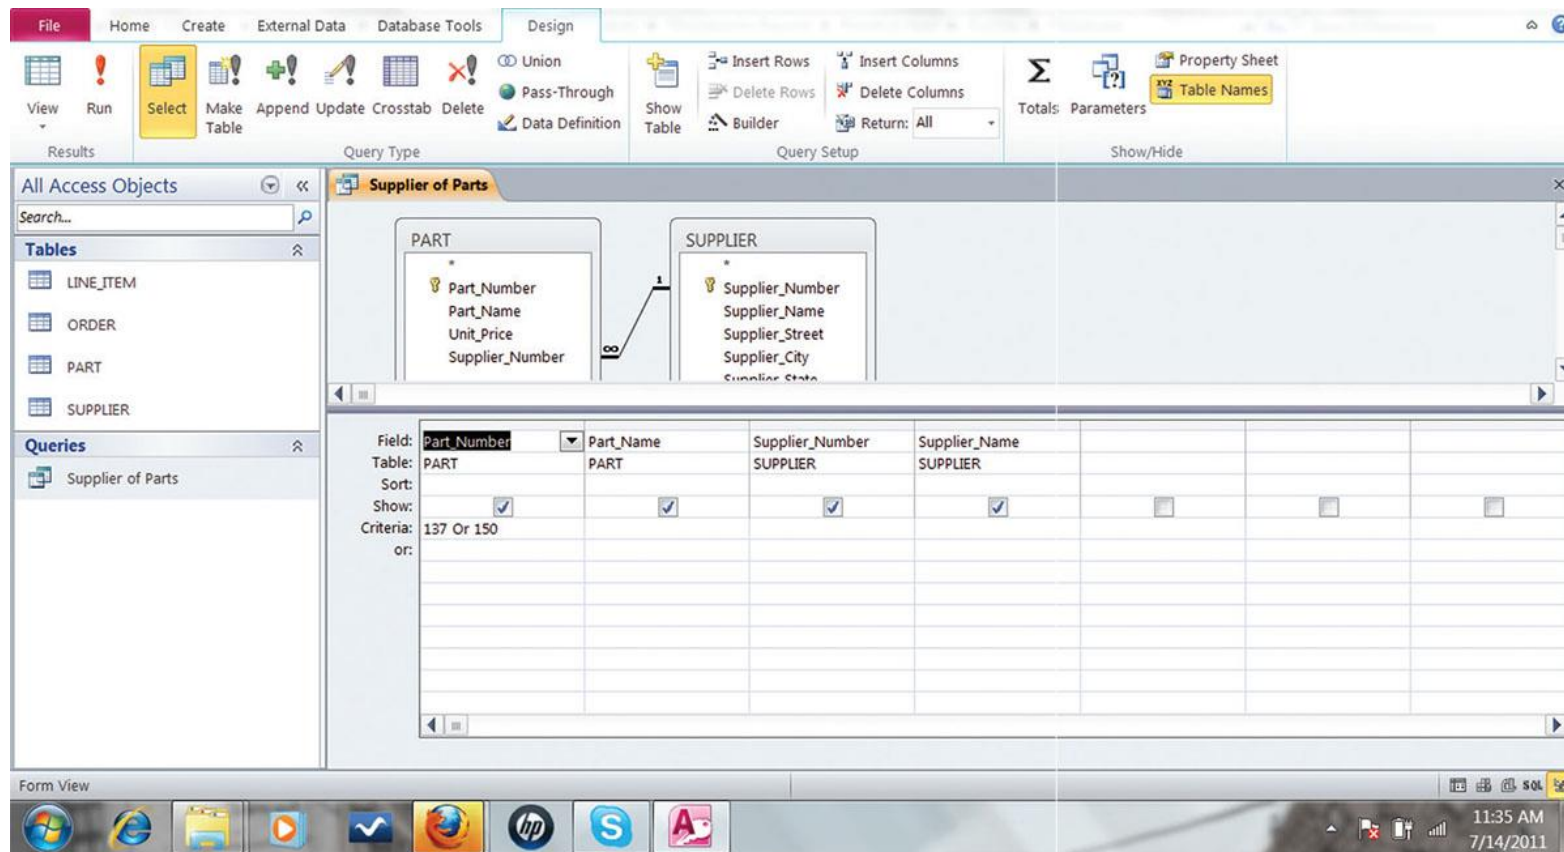 File Home Create External Data Database Tools Design
View Run Select Make Table Append Update Crosstab Delete
Union
Pass-Through
Data Definition
Show Table
Insert Rows
Delete Rows
Builder
Insert Columns
Delete Columns
Return: All
Totals Parameters
Property Sheet
Table Names
Results Query Type Query Setup Show/Hide
All Access Objects
Search...
Tables
LINE_ITEM
ORDER
PART
SUPPLIER
Queries
Supplier of Parts
Supplier of Parts
PART
*
Part_Number
Part_Name
Unit_Price
Supplier_Number
∞
1
SUPPLIER
*
Supplier_Number
Supplier_Name
Supplier_Street
Supplier_City
Supplier_State
Field: Part_Number Part_Name Supplier_Number Supplier_Name
Table: PART PART SUPPLIER SUPPLIER
Sort:
Show:
Criteria: 137 Or 150
or:
Form View
SQL
hp
S
A
11:35 AM
7/14/2011